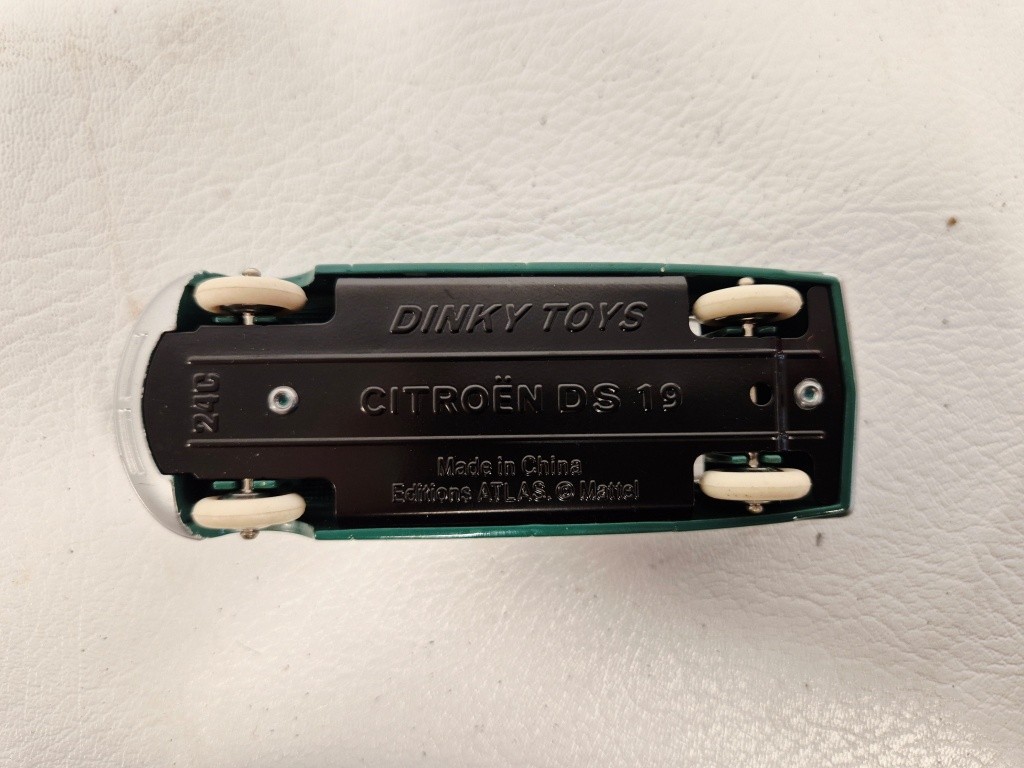 DINKY TOYS
24C
CITROËN DS 19
Made in China
Editions ATLAS. © Mattel